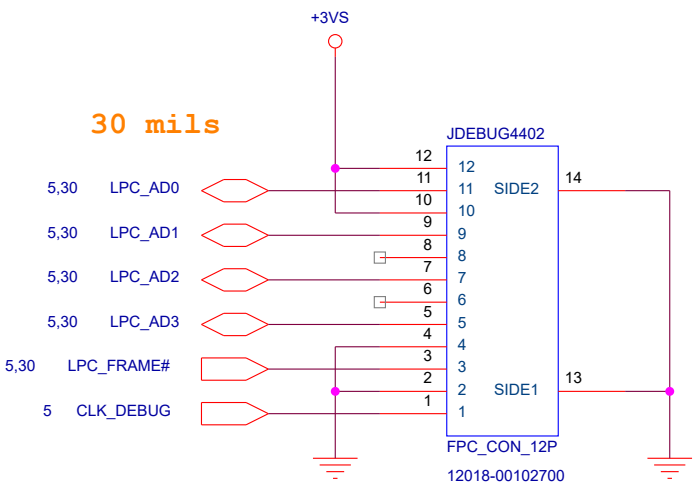 +3VS
30 mils
JDEBUG4402
12 12
5,30 LPC_AD0 11 11 SIDE2 14
10 10
5,30 LPC_AD1 9 9
8 8
5,30 LPC_AD2 7 7
6 6
5,30 LPC_AD3 5 5
4 4
5,30 LPC_FRAME# 3 3
2 2 SIDE1 13
5 CLK_DEBUG 1 1
FPC_CON_12P
12018-00102700